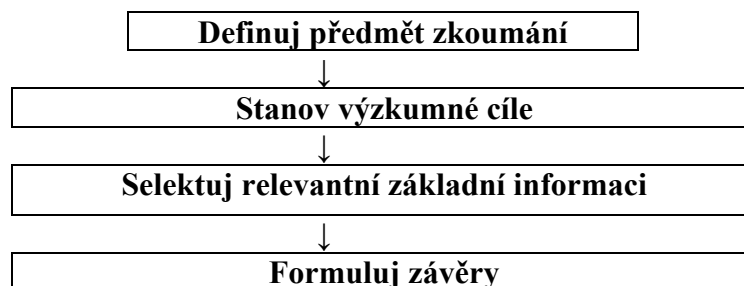 Definuj předmět zkoumání
↓
Stanov výzkumné cíle
↓
Selektuj relevantní základní informaci
↓
Formuluj závěry